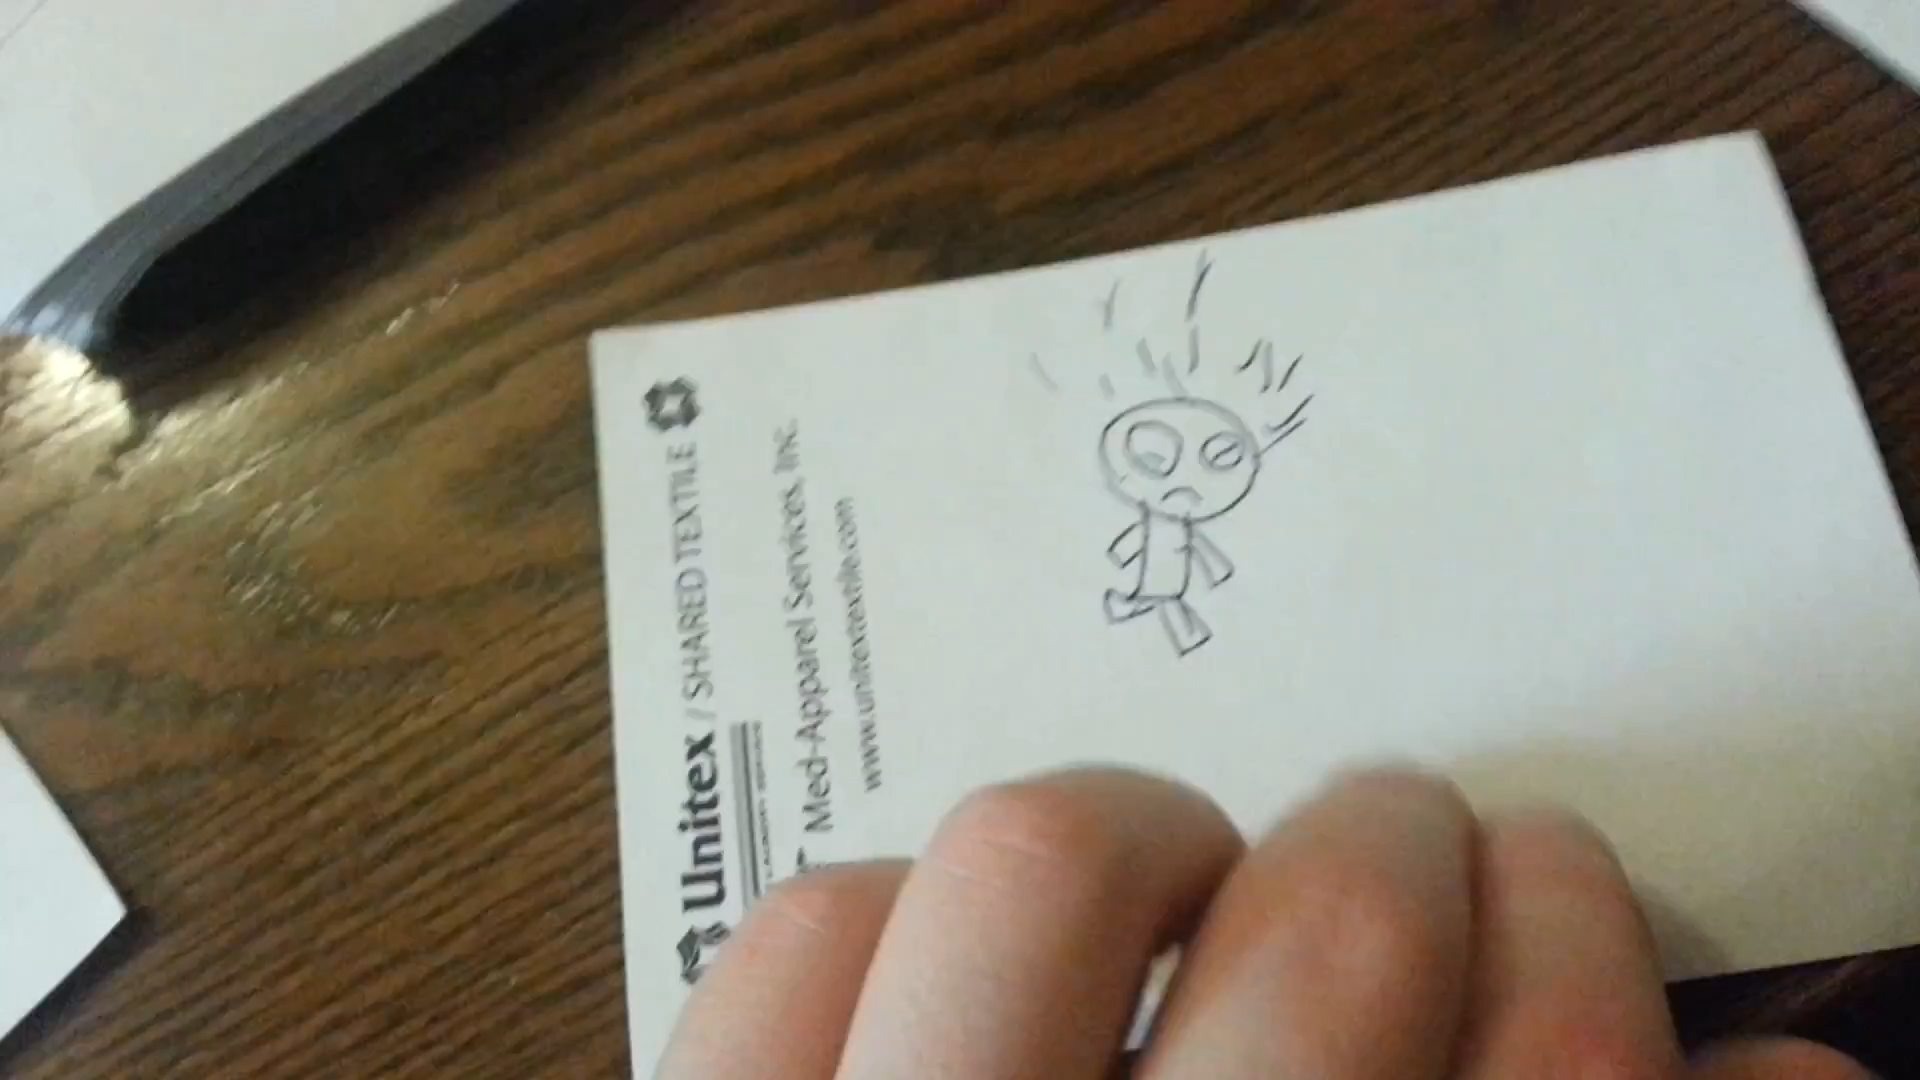 Unitex / SHARED TEXTILE
Med-Apparel Services, Inc.
www.unitextextile.com